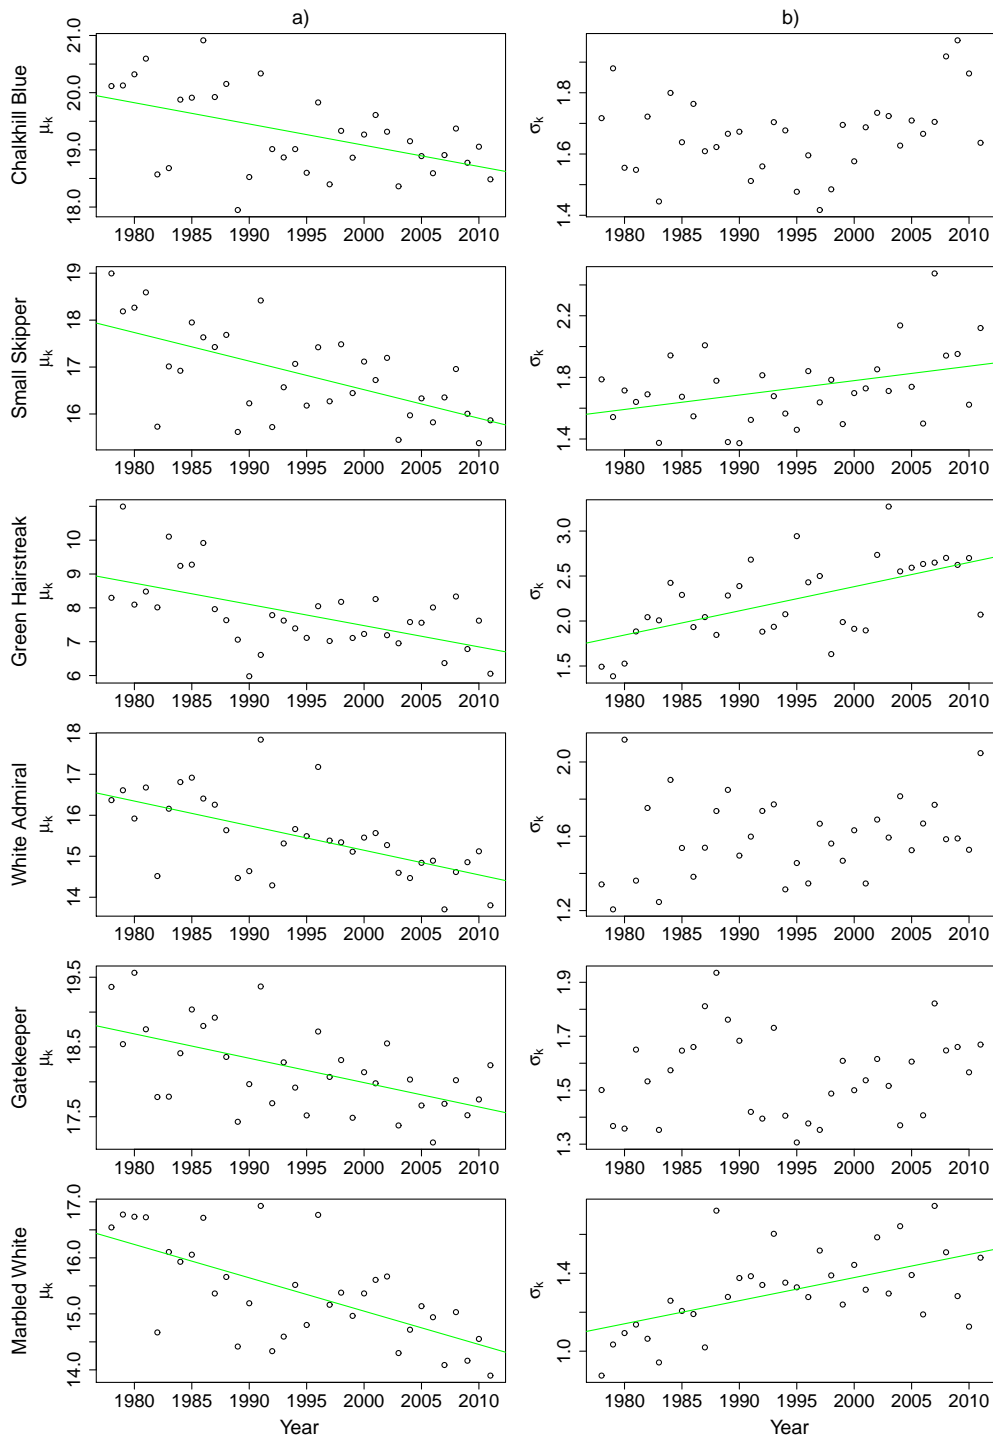 a)
b)
Chalkhill Blue
μk
18.0 19.0 20.0 21.0
1980 1985 1990 1995 2000 2005 2010
σk
1.4 1.6 1.8
1980 1985 1990 1995 2000 2005 2010
Small Skipper
μk
16 17 18 19
1980 1985 1990 1995 2000 2005 2010
σk
1.4 1.8 2.2
1980 1985 1990 1995 2000 2005 2010
Green Hairstreak
μk
6 7 8 9 10
1980 1985 1990 1995 2000 2005 2010
σk
1.5 2.0 2.5 3.0
1980 1985 1990 1995 2000 2005 2010
White Admiral
μk
14 15 16 17 18
1980 1985 1990 1995 2000 2005 2010
σk
1.2 1.6 2.0
1980 1985 1990 1995 2000 2005 2010
Gatekeeper
μk
17.5 18.5 19.5
1980 1985 1990 1995 2000 2005 2010
σk
1.3 1.5 1.7 1.9
1980 1985 1990 1995 2000 2005 2010
Marbled White
μk
14.0 15.0 16.0 17.0
1980 1985 1990 1995 2000 2005 2010
Year
σk
1.0 1.4
1980 1985 1990 1995 2000 2005 2010
Year